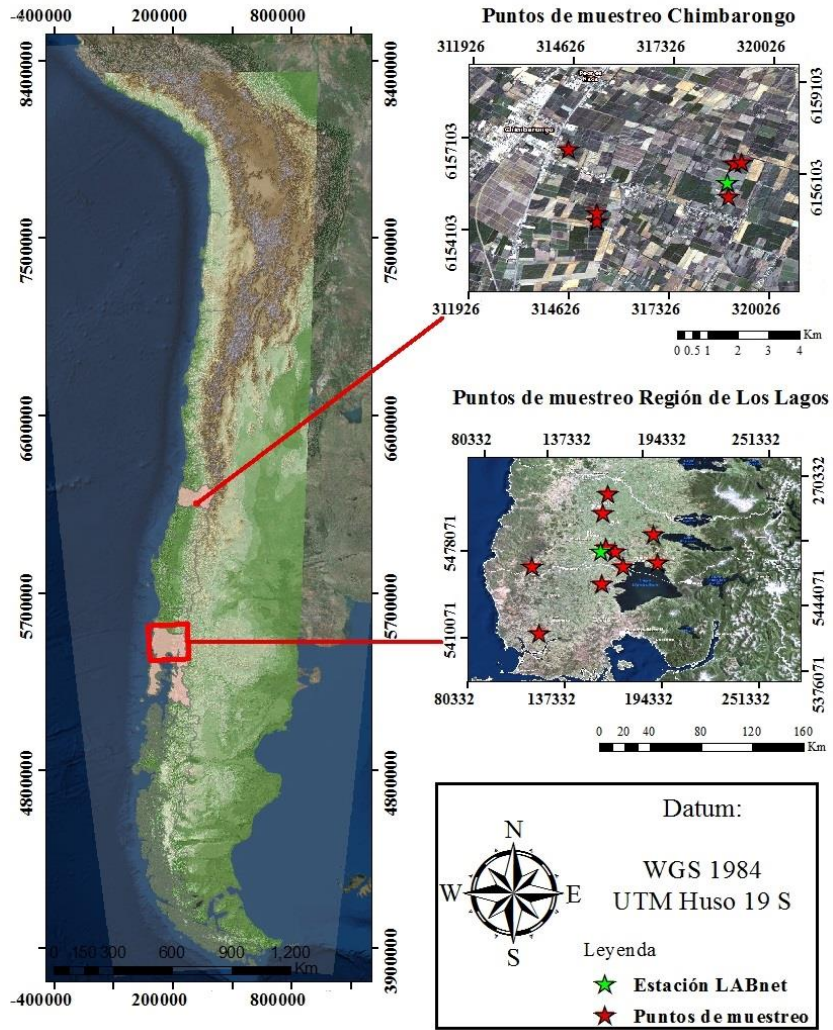 -400000 200000 800000
8400000
7500000
6600000
5700000
4800000
3900000
8400000
7500000
6600000
5700000
4800000
3900000
0 150 300 600 900 1,200
Km
-400000 200000 800000
Puntos de muestreo Chimbarongo
311926 314626 317326 320026
6157103
6154103
Chimbarongo
6159103
6156103
311926 314626 317326 320026
0 0.5 1 2 3 4
Km
Puntos de muestreo Región de Los Lagos
80332 137332 194332 251332
5478071
5410071
270332
5444071
5376071
80332 137332 194332 251332
0 20 40 80 120 160
Km
Datum:
WGS 1984
UTM Huso 19 S
N
W E
S
Leyenda
Estación LABnet
Puntos de muestreo